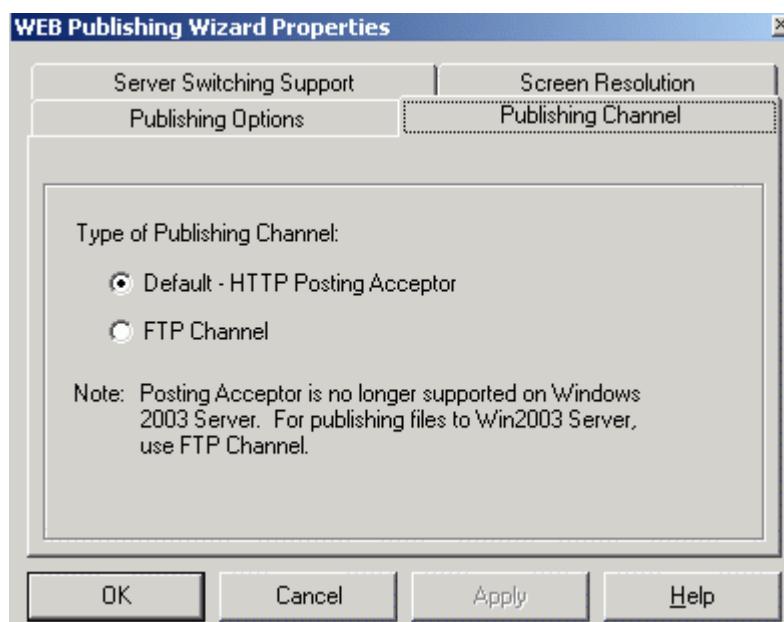 WEB Publishing Wizard Properties
Server Switching Support
Screen Resolution
Publishing Options
Publishing Channel
Type of Publishing Channel:
Default - HTTP Posting Acceptor
FTP Channel
Note: Posting Acceptor is no longer supported on Windows
2003 Server. For publishing files to Win2003 Server,
use FTP Channel.
OK
Cancel
Apply
Help